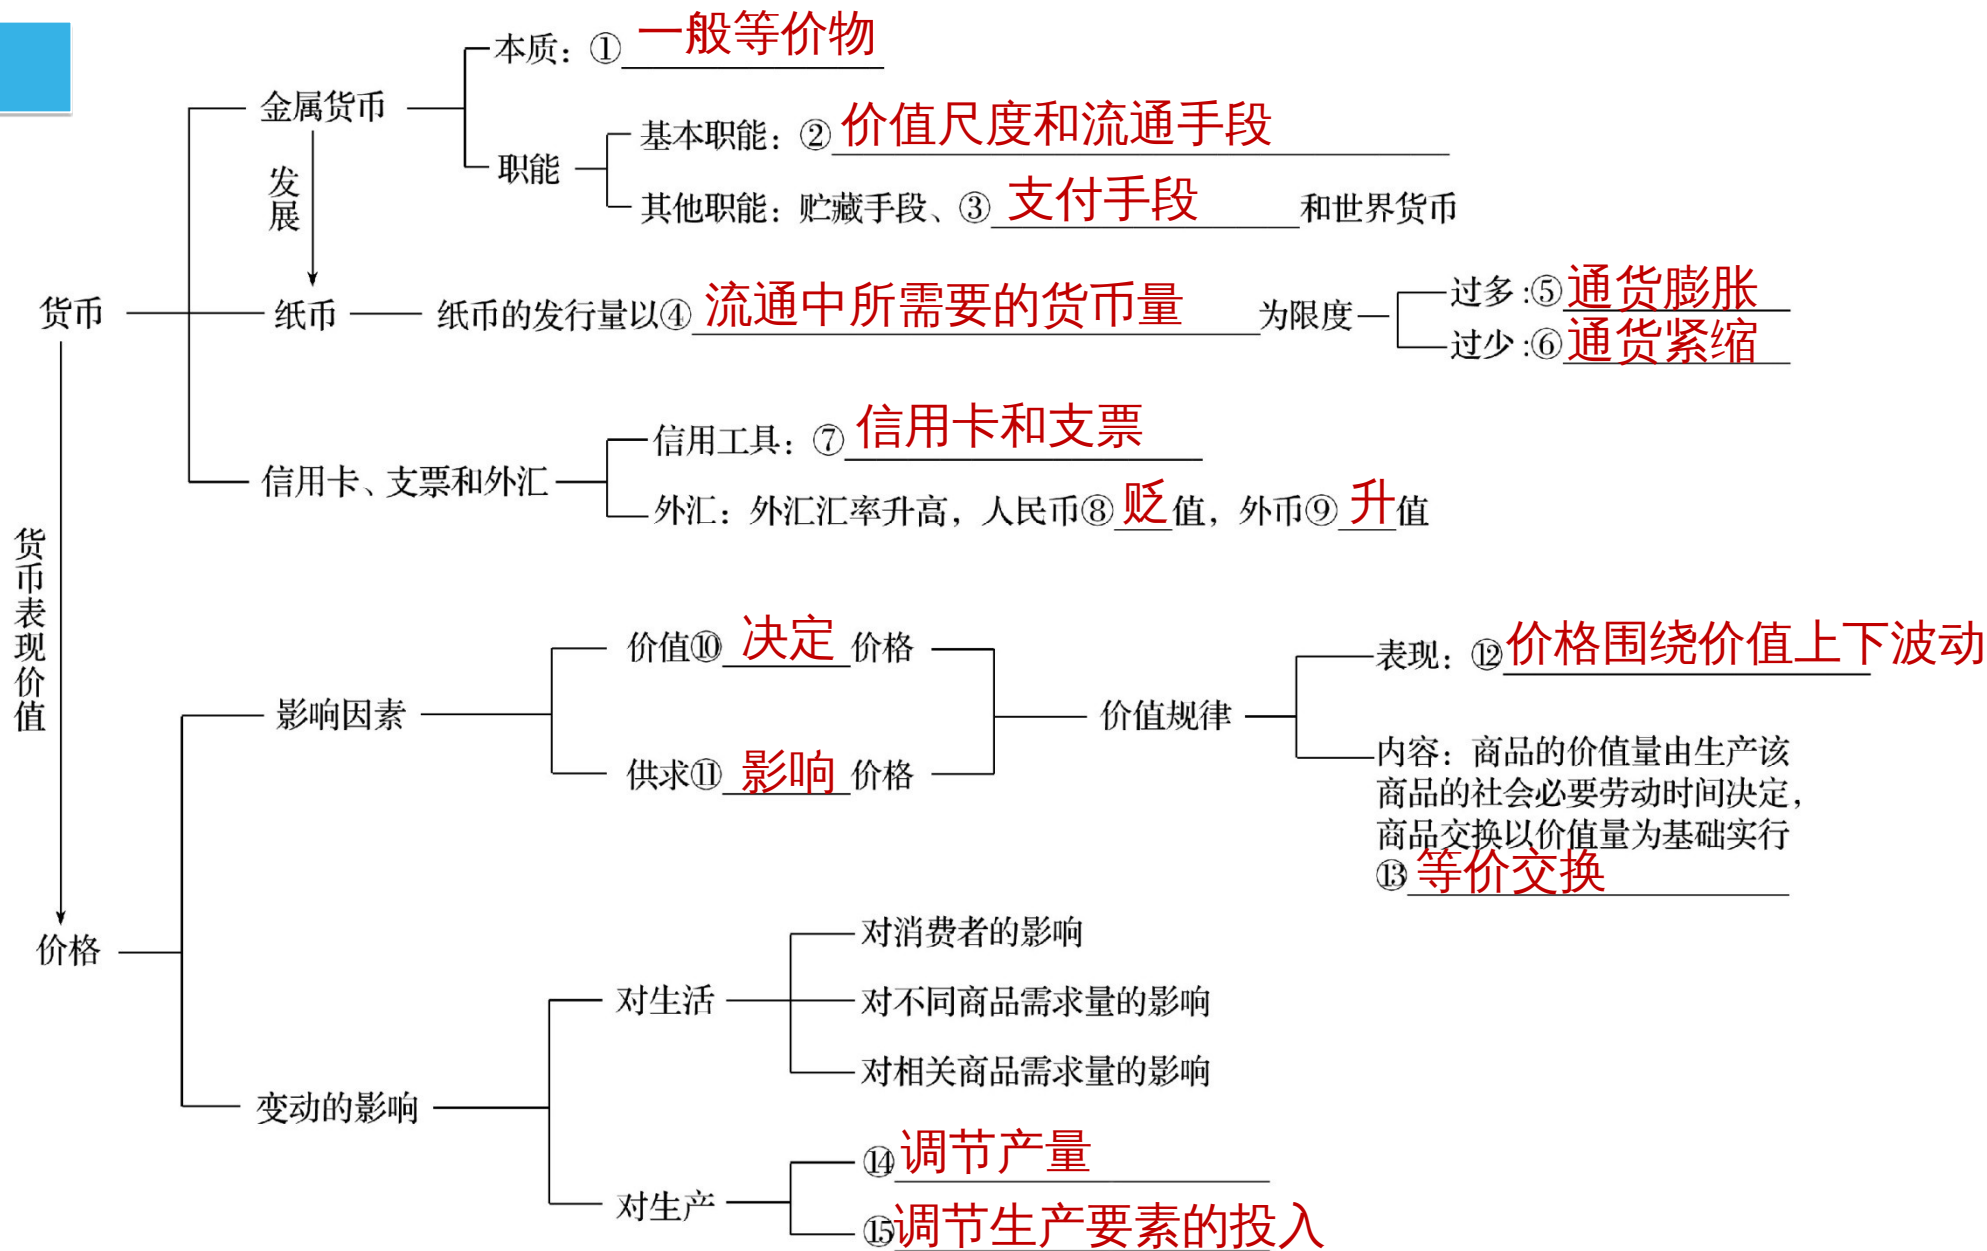 本质：①一般等价物
金属货币
基本职能：②价值尺度和流通手段
职能
发展
其他职能：贮藏手段、③支付手段和世界货币
货币
纸币
纸币的发行量以④流通中所需要的货币量为限度
过多:⑤通货膨胀
过少:⑥通货紧缩
信用工具：⑦信用卡和支票
信用卡、支票和外汇
外汇：外汇汇率升高，人民币⑧贬值，外币⑨升值
货币表现价值
价值⑩决定价格
表现：⑫价格围绕价值上下波动
影响因素
价值规律
供求⑪影响价格
内容：商品的价值量由生产该
商品的社会必要劳动时间决定，
商品交换以价值量为基础实行
⑬等价交换
价格
对消费者的影响
对生活
对不同商品需求量的影响
对相关商品需求量的影响
变动的影响
⑭调节产量
对生产
⑮调节生产要素的投入